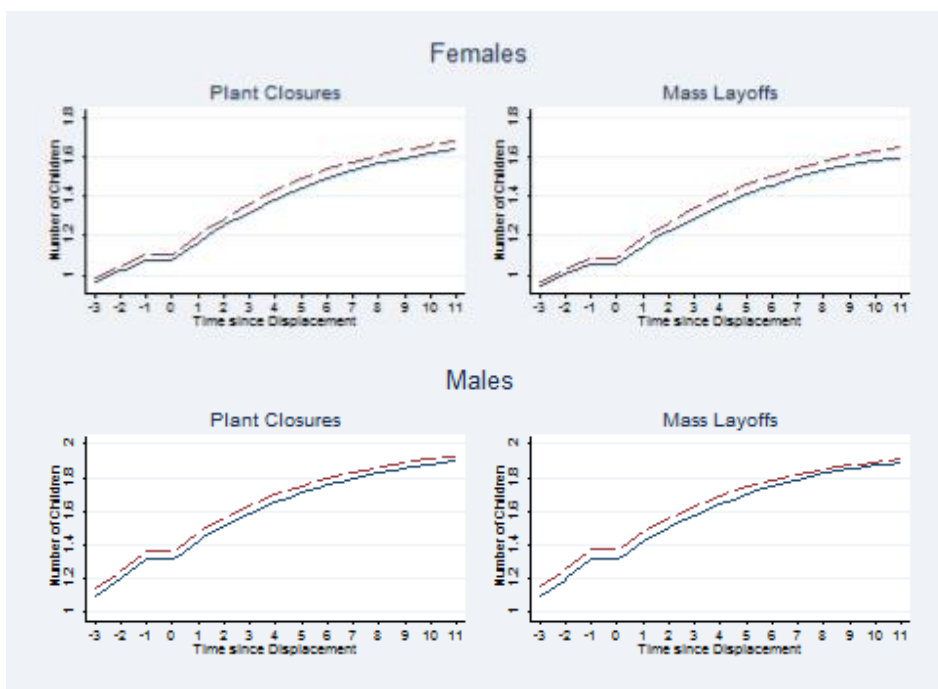 Females
Plant Closures
Number of Children
1.8
1.6
1.4
1.2
1
-3 -2 -1 0 1 2 3 4 5 6 7 8 9 10 11
Time since Displacement
Mass Layoffs
Number of Children
1.8
1.6
1.4
1.2
1
-3 -2 -1 0 1 2 3 4 5 6 7 8 9 10 11
Time since Displacement
Males
Plant Closures
Number of Children
2
1.8
1.6
1.4
1.2
1
-3 -2 -1 0 1 2 3 4 5 6 7 8 9 10 11
Time since Displacement
Mass Layoffs
Number of Children
2
1.8
1.6
1.4
1.2
1
-3 -2 -1 0 1 2 3 4 5 6 7 8 9 10 11
Time since Displacement